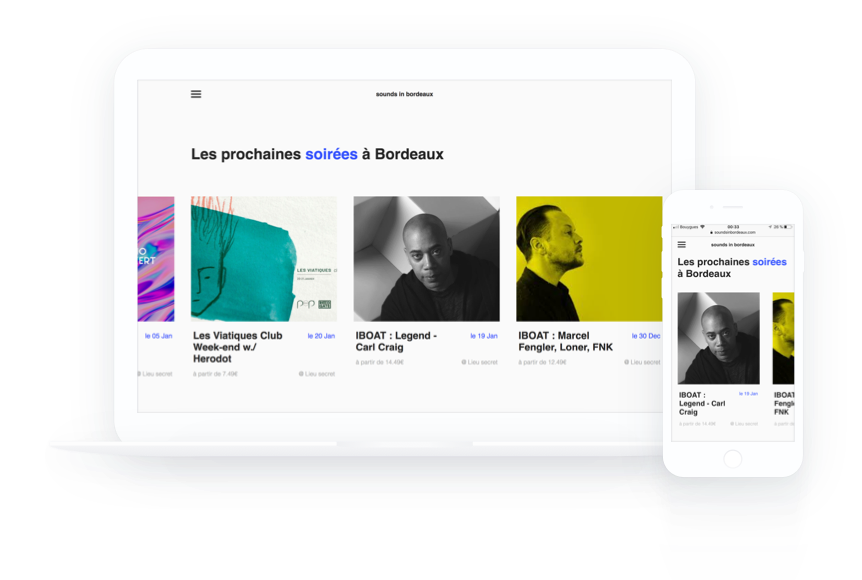 sounds in bordeaux
Les prochaines soirées à Bordeaux
O
ERT
le 05 Jan
Lieu secret
LES VIATIQUES
Les Viatiques Club
Week-end w./
Herodot
le 20 Jan
à partir de 7.49€
Lieu secret
IBOAT : Legend -
Carl Craig
le 19 Jan
à partir de 14.49€
Lieu secret
IBOAT : Marcel
Fengler, Loner, FNK
le 30 Dec
à partir de 12.49€
Lieu secret
Bouygues
00:33
26 %
soundsinbordeaux.com
sounds in bordeaux
Les prochaines soirées
à Bordeaux
IBOAT :
Legend - Carl
Craig
le 19 Jan
à partir de 14.49€
Lieu secret
IBOAT
Fengl
FNK
à partir d